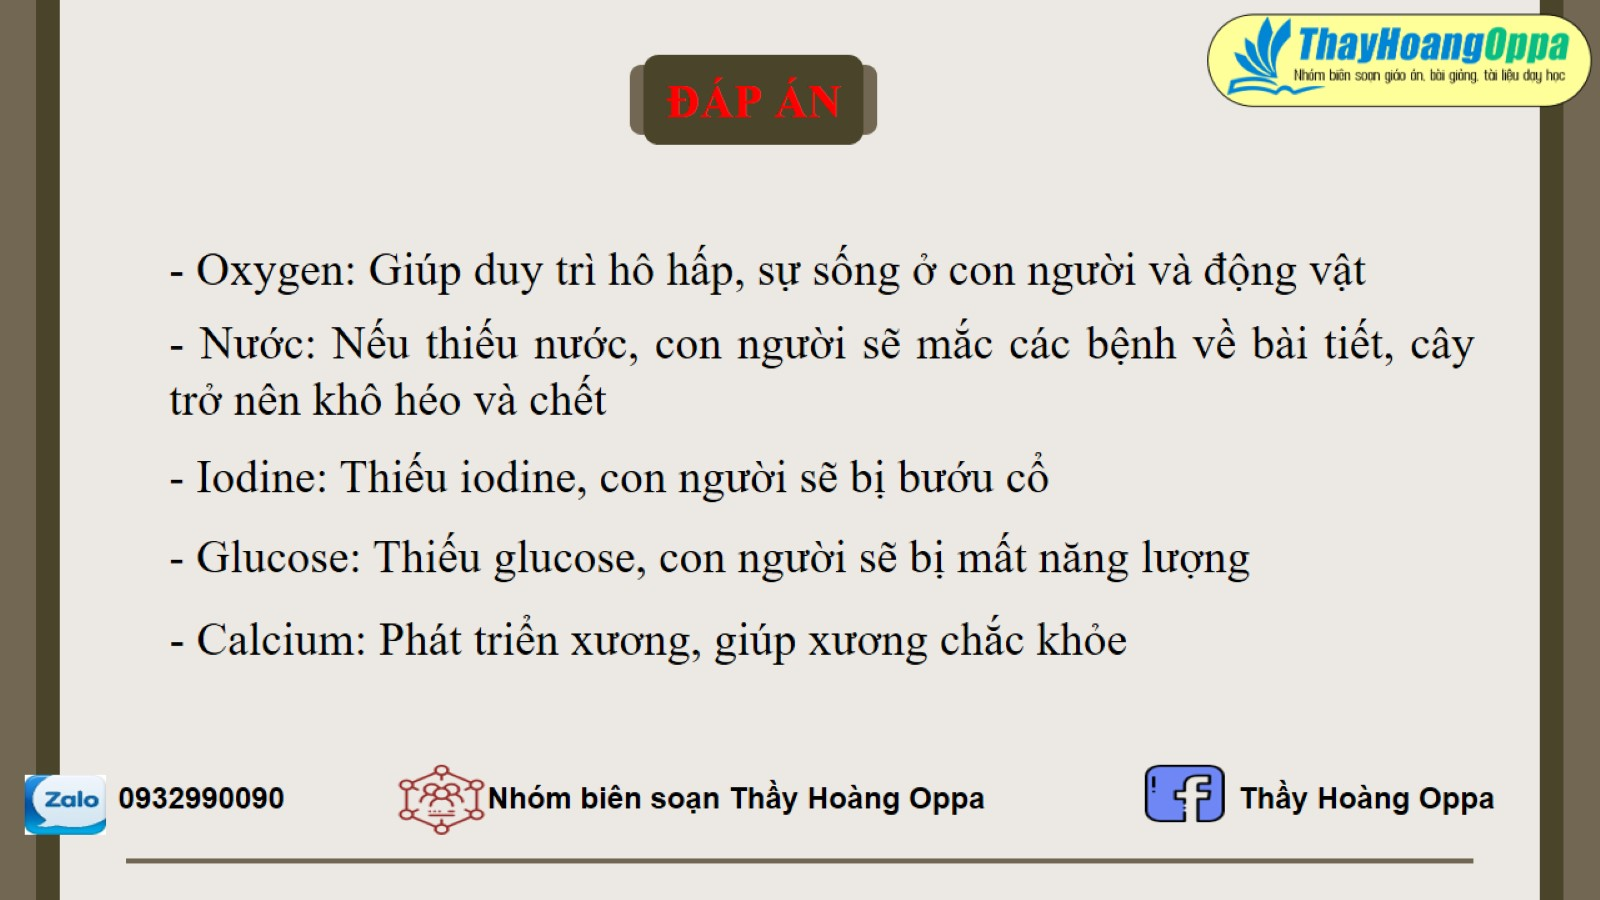 ThayHoangOppa
Nhóm biên soạn giáo án, bài giảng, tài liệu dạy học
ĐÁP ÁN
- Oxygen: Giúp duy trì hô hấp, sự sống ở con người và động vật
- Nước: Nếu thiếu nước, con người sẽ mắc các bệnh về bài tiết, cây
trở nên khô héo và chết
- Iodine: Thiếu iodine, con người sẽ bị bướu cổ
- Glucose: Thiếu glucose, con người sẽ bị mất năng lượng
- Calcium: Phát triển xương, giúp xương chắc khỏe
Zalo 0932990090 Nhóm biên soạn Thầy Hoàng Oppa Thầy Hoàng Oppa